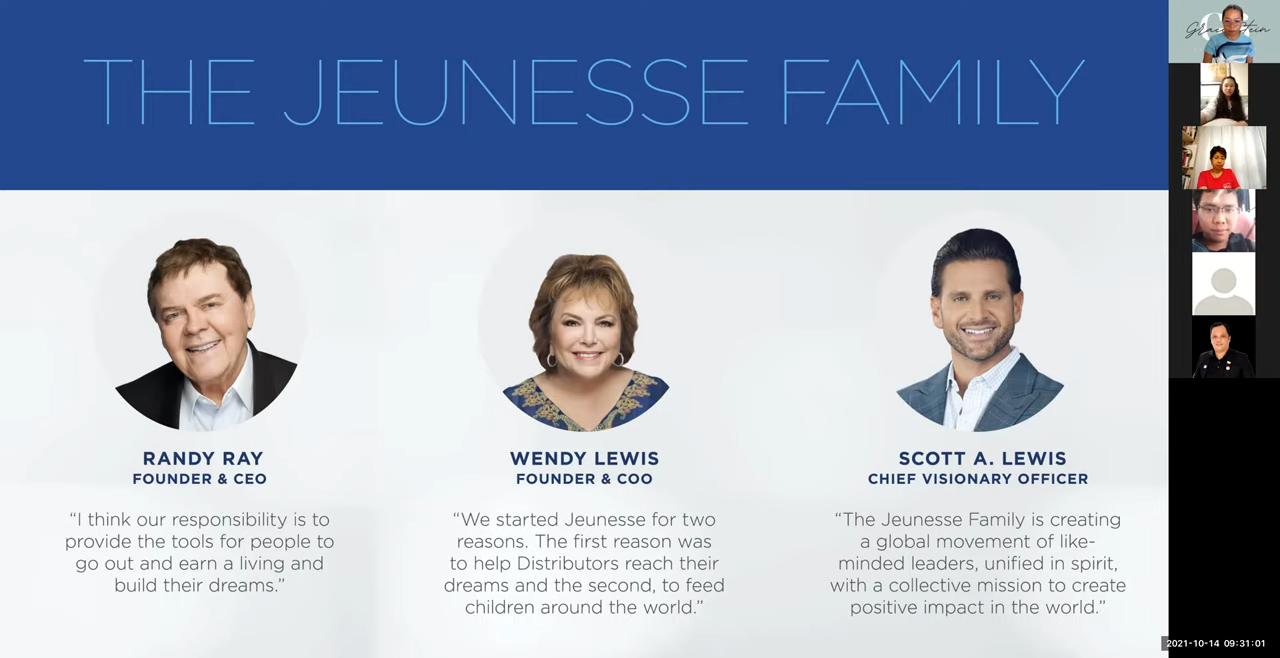 THE JEUNESSE FAMILY
RANDY RAY
FOUNDER & CEO
“I think our responsibility is to
provide the tools for people to
go out and earn a living and
build their dreams.”
WENDY LEWIS
FOUNDER & COO
“We started Jeunesse for two
reasons. The first reason was
to help Distributors reach their
dreams and the second, to feed
children around the world.”
SCOTT A. LEWIS
CHIEF VISIONARY OFFICER
“The Jeunesse Family is creating
a global movement of like-
minded leaders, unified in spirit,
with a collective mission to create
positive impact in the world.”
2021-10-14 09:31:01